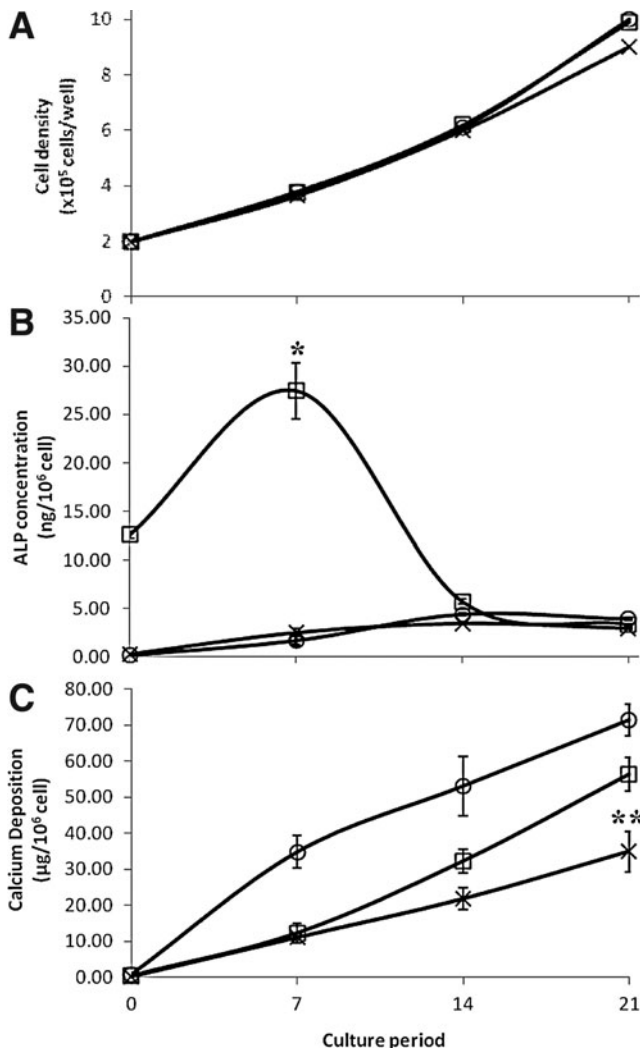 A
Cell density
(x10⁵ cells/well)
10
8
6
4
2
0
B
ALP concentration
(ng/10⁶ cell)
35.00
30.00
25.00
20.00
15.00
10.00
5.00
0.00
*
C
Calcium Deposition
(µg/10⁶ cell)
80.00
70.00
60.00
50.00
40.00
30.00
20.00
10.00
0.00
**
0 7 14 21
Culture period